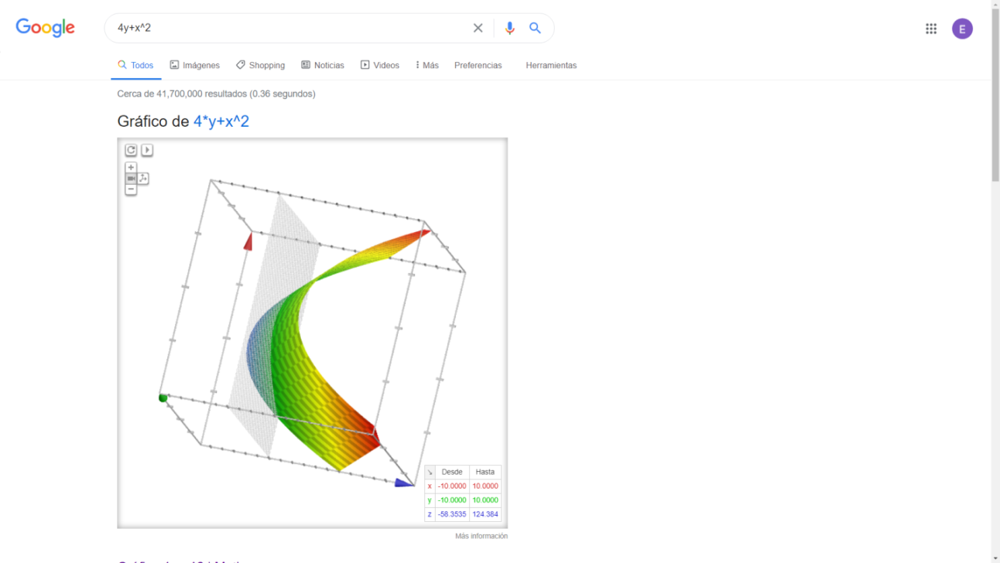 Google
4y+x^2
E
Todos
Imágenes
Shopping
Noticias
Videos
Más
Preferencias
Herramientas
Cerca de 41,700,000 resultados (0.36 segundos)
Gráfico de 4*y+x^2
Desde Hasta
x -10.0000 10.0000
y -10.0000 10.0000
z -58.3535 124.384
Más información